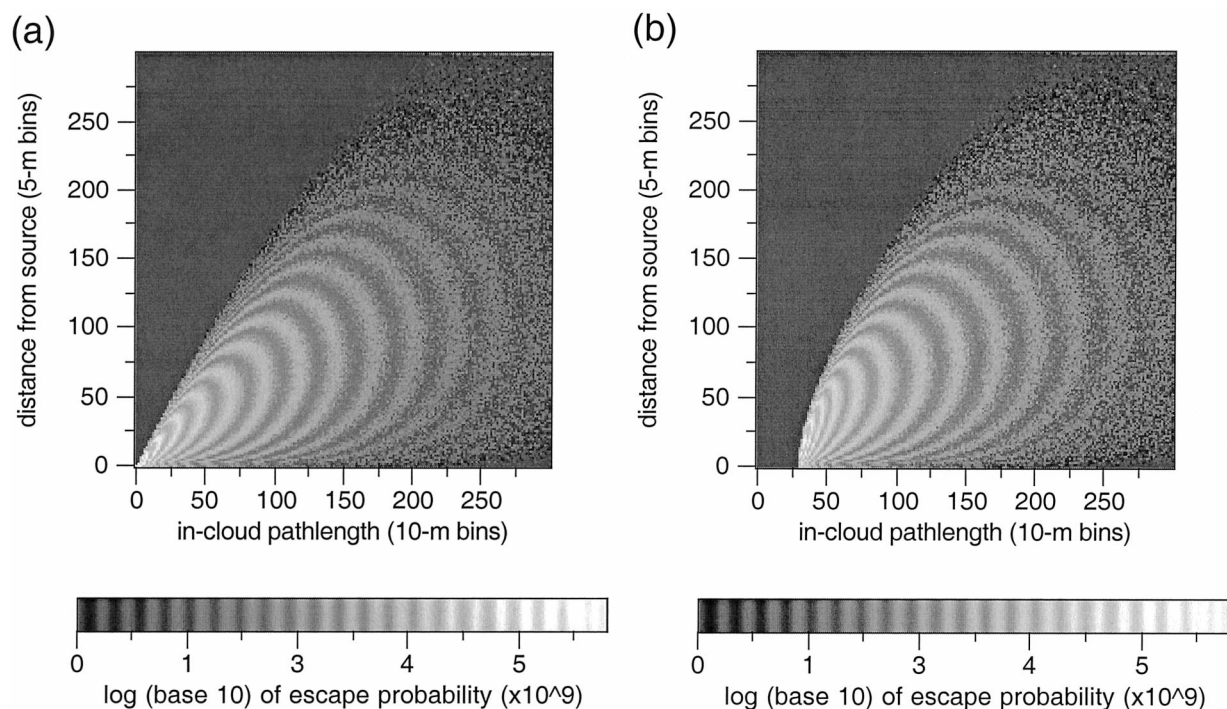 (a)
distance from source (5-m bins)
250
200
150
100
50
0
0 50 100 150 200 250
in-cloud pathlength (10-m bins)
0 1 3 4 5
log (base 10) of escape probability (x10^9)
(b)
distance from source (5-m bins)
250
200
150
100
50
0
0 50 100 150 200 250
in-cloud pathlength (10-m bins)
0 1 3 4 5
log (base 10) of escape probability (x10^9)